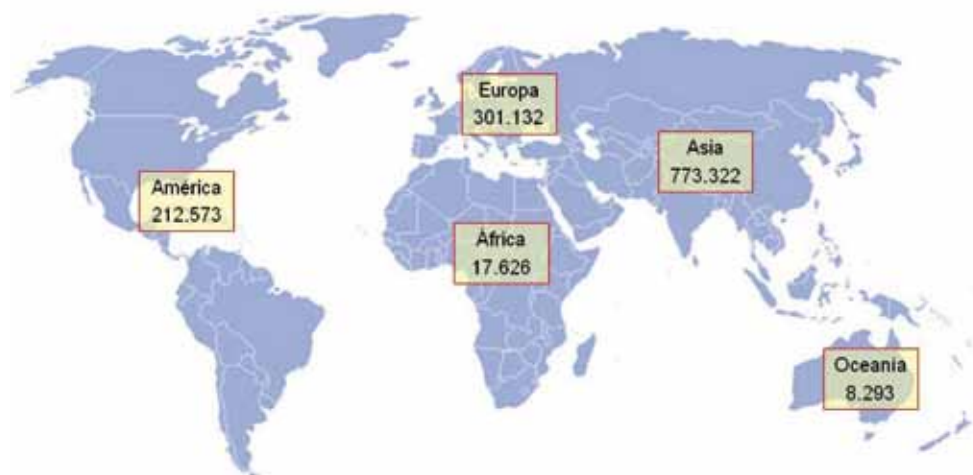 Europa
301.132
Asia
773.322
América
212.573
África
17.626
Oceanía
8.293